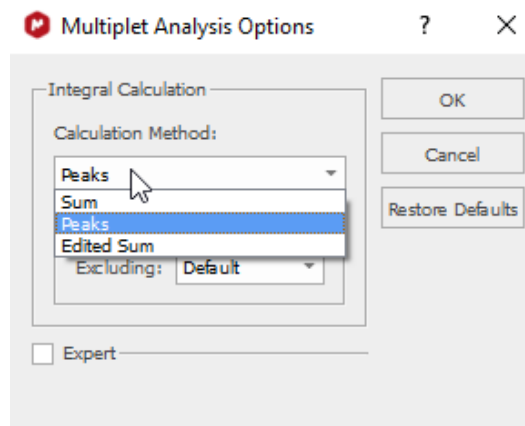 Multiplet Analysis Options ? ×
Integral Calculation
OK
Calculation Method:
Cancel
Peaks
Sum
Restore Defaults
Peaks
Edited Sum
Excluding: Default
Expert